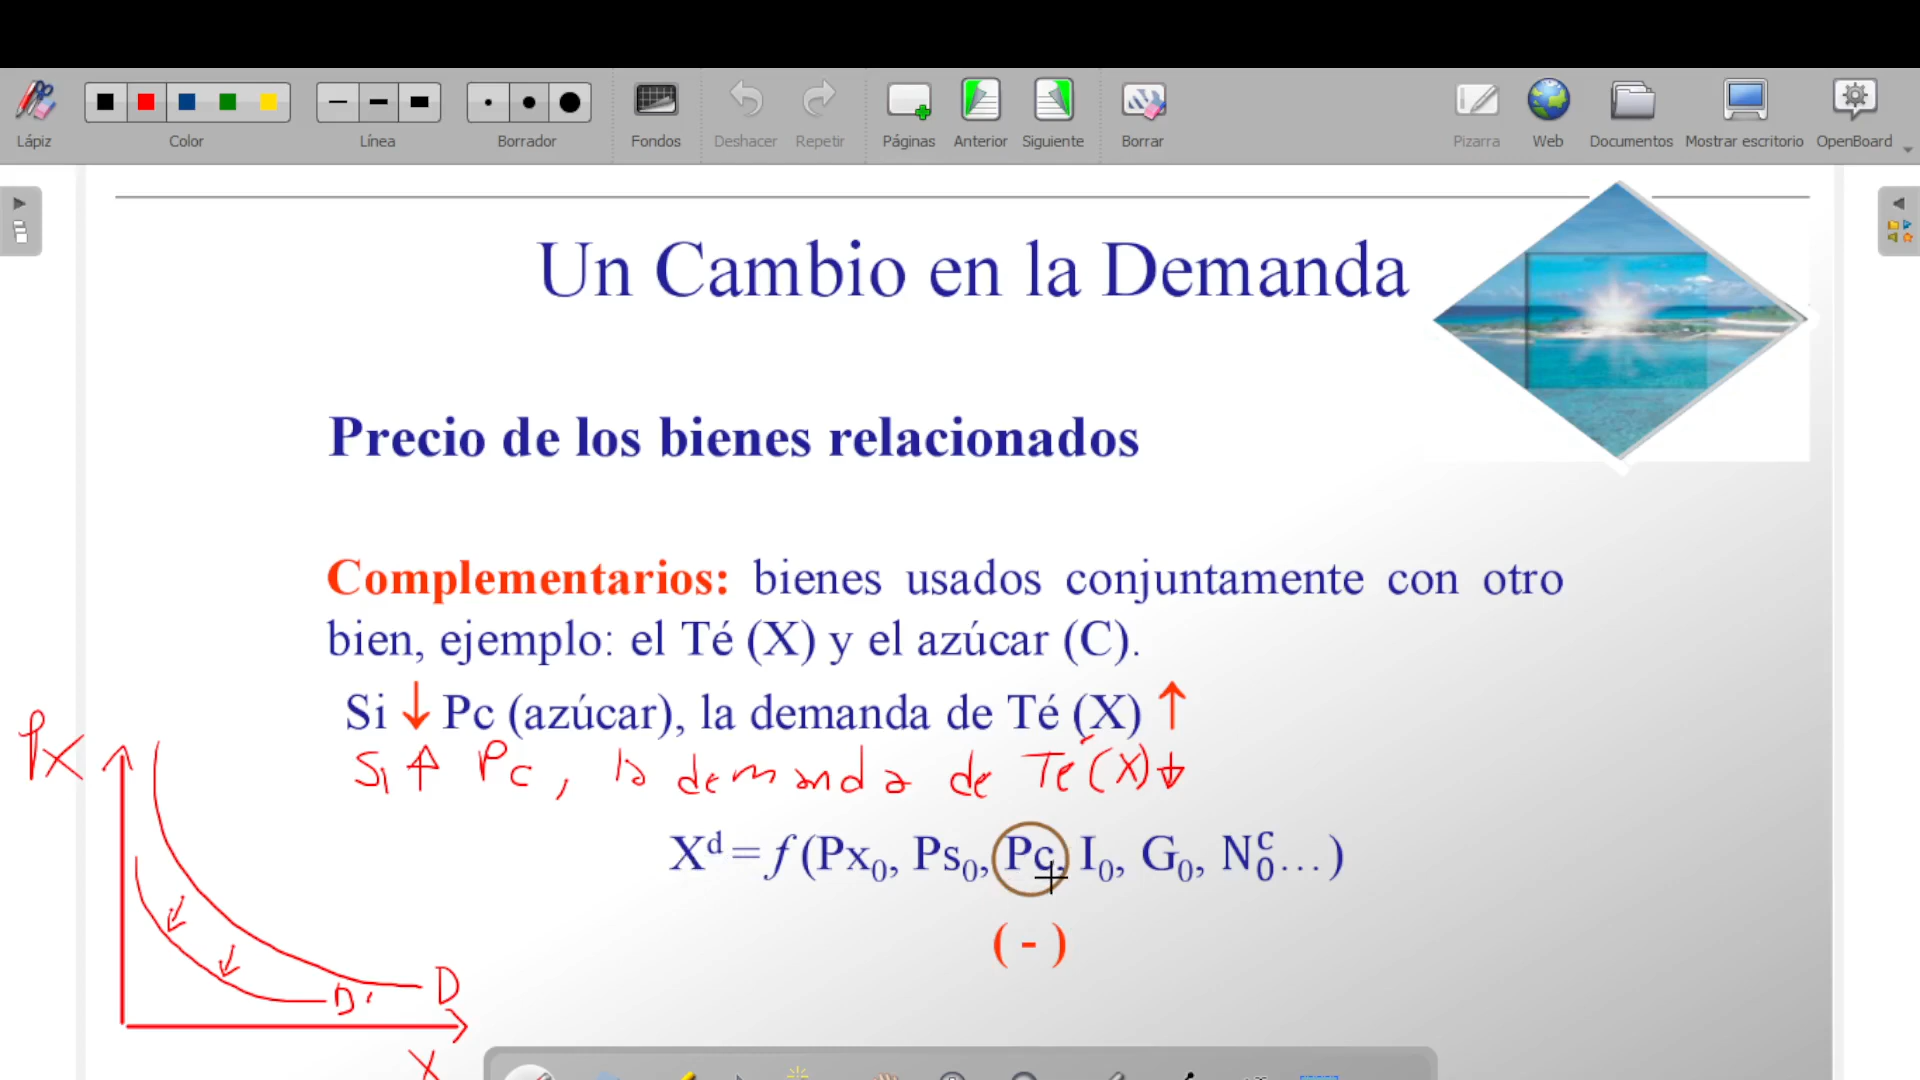 Lápiz Color Línea Borrador Fondos Deshacer Repetir Páginas Anterior Siguiente Borrar Pizarra Web Documentos Mostrar escritorio OpenBoard
Un Cambio en la Demanda
Precio de los bienes relacionados
Complementarios: bienes usados conjuntamente con otro
bien, ejemplo: el Té (X) y el azúcar (C).
Si ↓ Pc (azúcar), la demanda de Té (X) ↑
Si ↑ Pc, la demanda de Té (X) ↓
Xᵈ = f (Px₀, Ps₀, Pc, I₀, G₀, N₀ᶜ…)
( - )
Px
D
D'
X